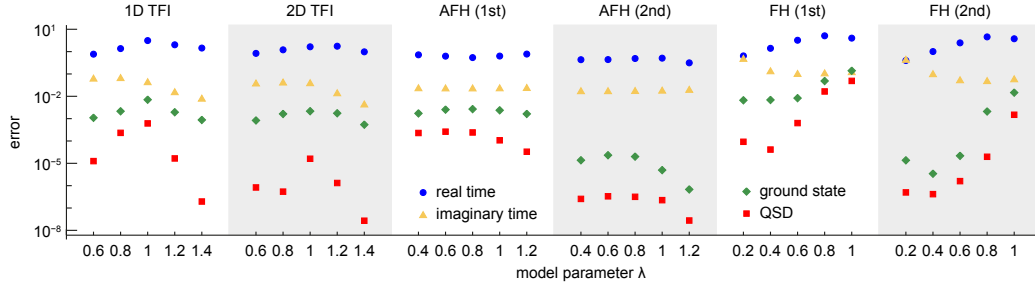 1D TFI 2D TFI AFH (1st) AFH (2nd) FH (1st) FH (2nd)
10^1
10^-2
10^-5
10^-8
error
real time
imaginary time
ground state
QSD
0.6 0.8 1 1.2 1.4 0.6 0.8 1 1.2 1.4 0.4 0.6 0.8 1 1.2 0.4 0.6 0.8 1 1.2 0.2 0.4 0.6 0.8 1 0.2 0.4 0.6 0.8 1
model parameter λ